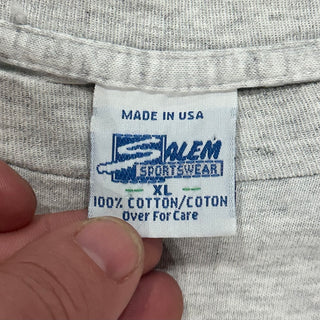 MADE IN USA
SALEM
SPORTSWEAR
XL
100% COTTON/COTON
Over For Care